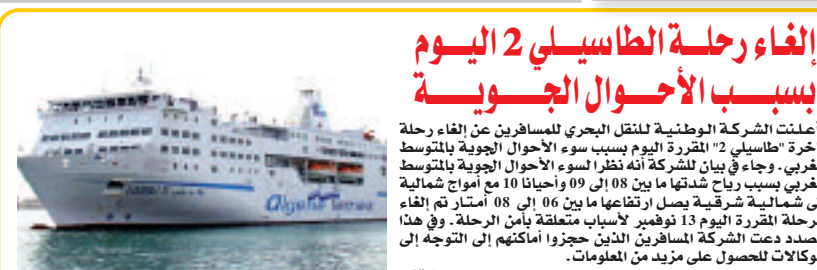 إلغاء رحلة الطاسيلي 2 اليوم
بسبب الأحوال الجوية
أعلنت الشركة الوطنية للنقل البحري للمسافرين عن إلغاء رحلة
باخرة "طاسيلي 2" المقررة اليوم بسبب سوء الأحوال الجوية بالمتوسط
الغربي. وجاء في بيان للشركة أنه نظرا لسوء الأحوال الجوية بالمتوسط
الغربي بسبب رياح شدتها ما بين 08 إلى 09 وأحيانا 10 مع أمواج شمالية
إلى شمالية شرقية يصل ارتفاعها ما بين 06 إلى 08 أمتار تم إلغاء
الرحلة المقررة اليوم 13 نوفمبر لأسباب متعلقة بأمن الرحلة. وفي هذا
الصدد دعت الشركة المسافرين الذين حجزوا أماكنهم إلى التوجه إلى
الوكالات للحصول على مزيد من المعلومات.
Algérie Ferries